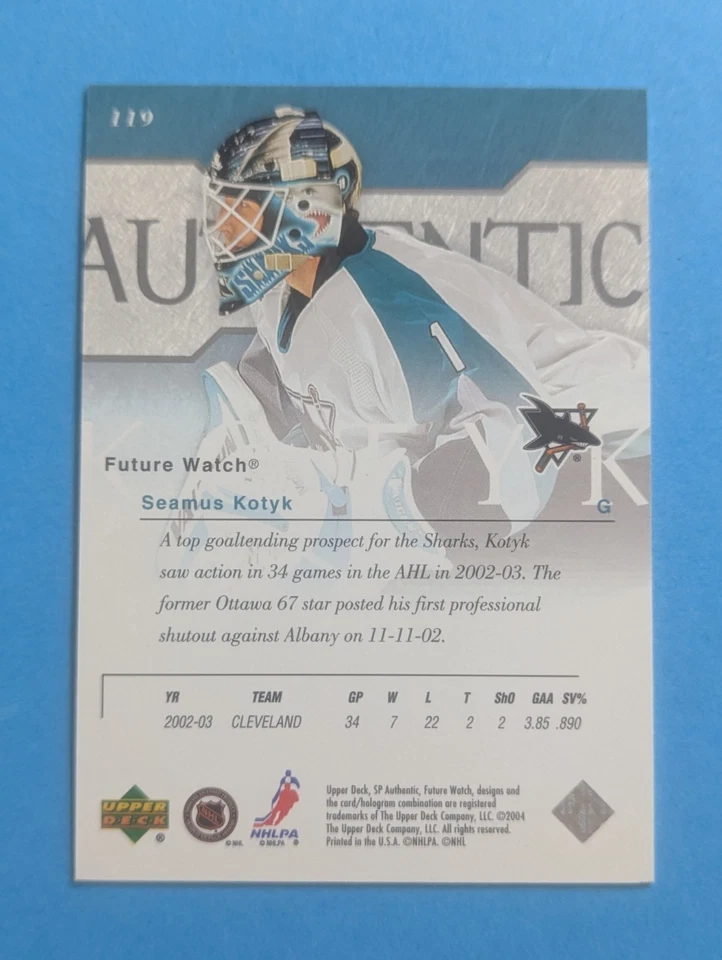 119
AUTHENTIC
1
KOTYK
Future Watch®
Seamus Kotyk G
A top goaltending prospect for the Sharks, Kotyk
saw action in 34 games in the AHL in 2002-03. The
former Ottawa 67 star posted his first professional
shutout against Albany on 11-11-02.
YR TEAM GP W L T ShO GAA SV%
2002-03 CLEVELAND 34 7 22 2 2 3.85 .890
UPPER
DECK ®
NHL
©NHL
NHLPA
©NHLPA ®
Upper Deck, SP Authentic, Future Watch, designs and
the card/hologram combination are registered
trademarks of The Upper Deck Company, LLC. ©2004
The Upper Deck Company, LLC. All rights reserved.
Printed in the U.S.A. ©NHLPA. ©NHL